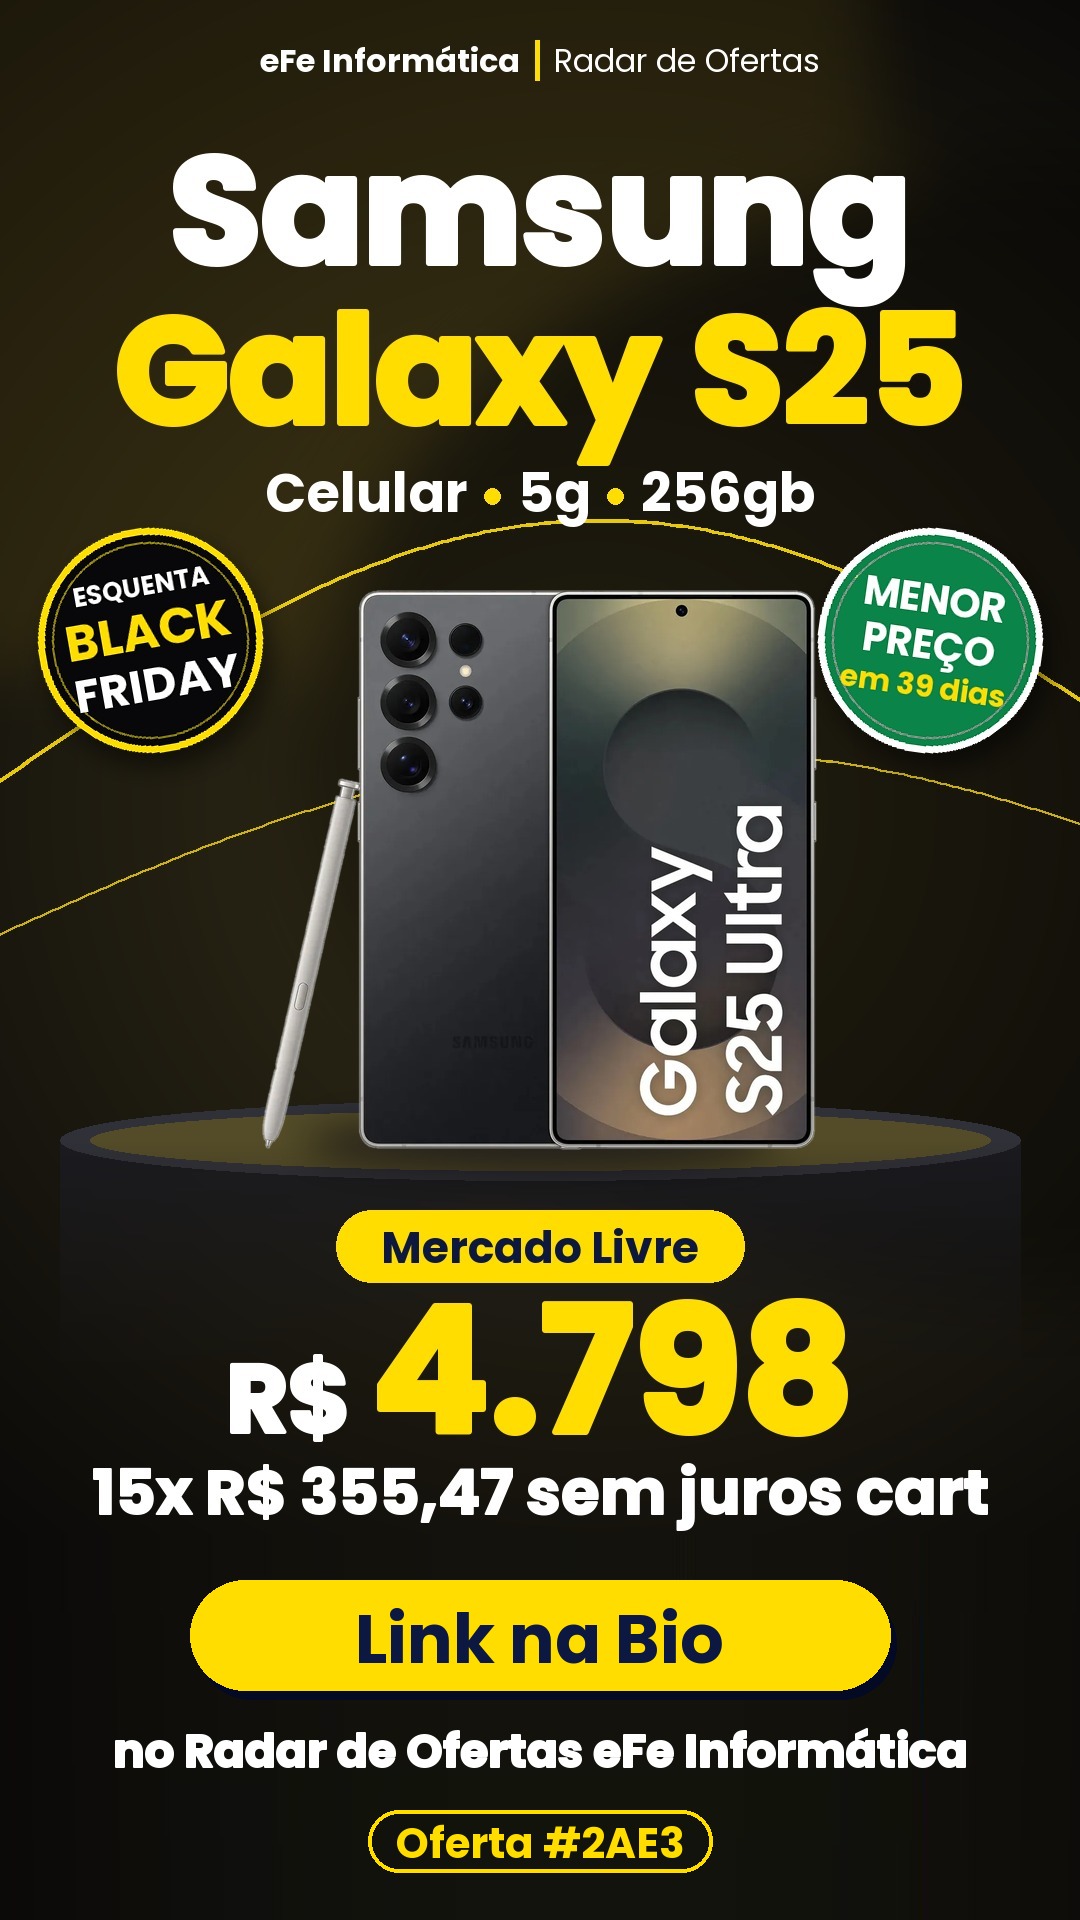 eFe Informática | Radar de Ofertas
Samsung
Galaxy S25
Celular • 5g • 256gb
ESQUENTA
BLACK
FRIDAY
MENOR
PREÇO
em 39 dias
Galaxy
S25 Ultra
SAMSUNG
Mercado Livre
R$ 4.798
15x R$ 355,47 sem juros cart
Link na Bio
no Radar de Ofertas eFe Informática
Oferta #2AE3